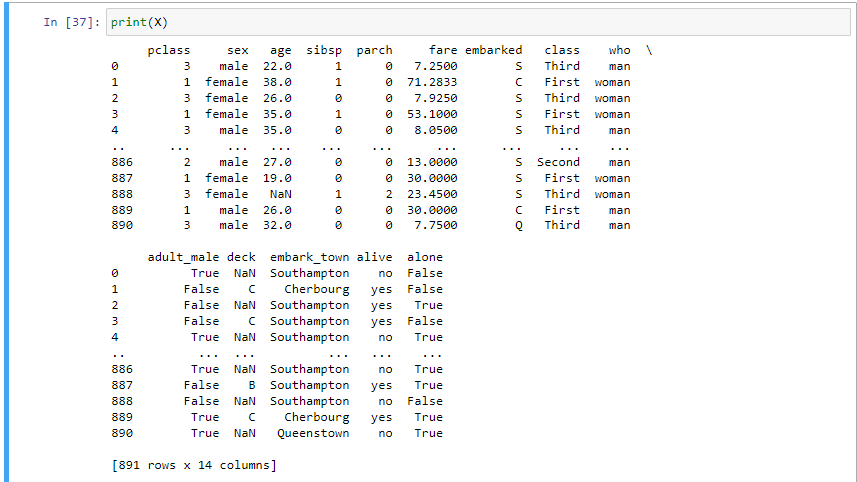 In [37]: print(X)
pclass sex age sibsp parch fare embarked class who \
0 3 male 22.0 1 0 7.2500 S Third man
1 1 female 38.0 1 0 71.2833 C First woman
2 3 female 26.0 0 0 7.9250 S Third woman
3 1 female 35.0 1 0 53.1000 S First woman
4 3 male 35.0 0 0 8.0500 S Third man
.. ... ... ... ... ... ... ... ... ...
886 2 male 27.0 0 0 13.0000 S Second man
887 1 female 19.0 0 0 30.0000 S First woman
888 3 female NaN 1 2 23.4500 S Third woman
889 1 male 26.0 0 0 30.0000 C First man
890 3 male 32.0 0 0 7.7500 Q Third man
adult_male deck embark_town alive alone
0 True NaN Southampton no False
1 False C Cherbourg yes False
2 False NaN Southampton yes True
3 False C Southampton yes False
4 True NaN Southampton no True
.. ... ... ... ... ...
886 True NaN Southampton no True
887 False B Southampton yes True
888 False NaN Southampton no False
889 True C Cherbourg yes True
890 True NaN Queenstown no True
[891 rows x 14 columns]